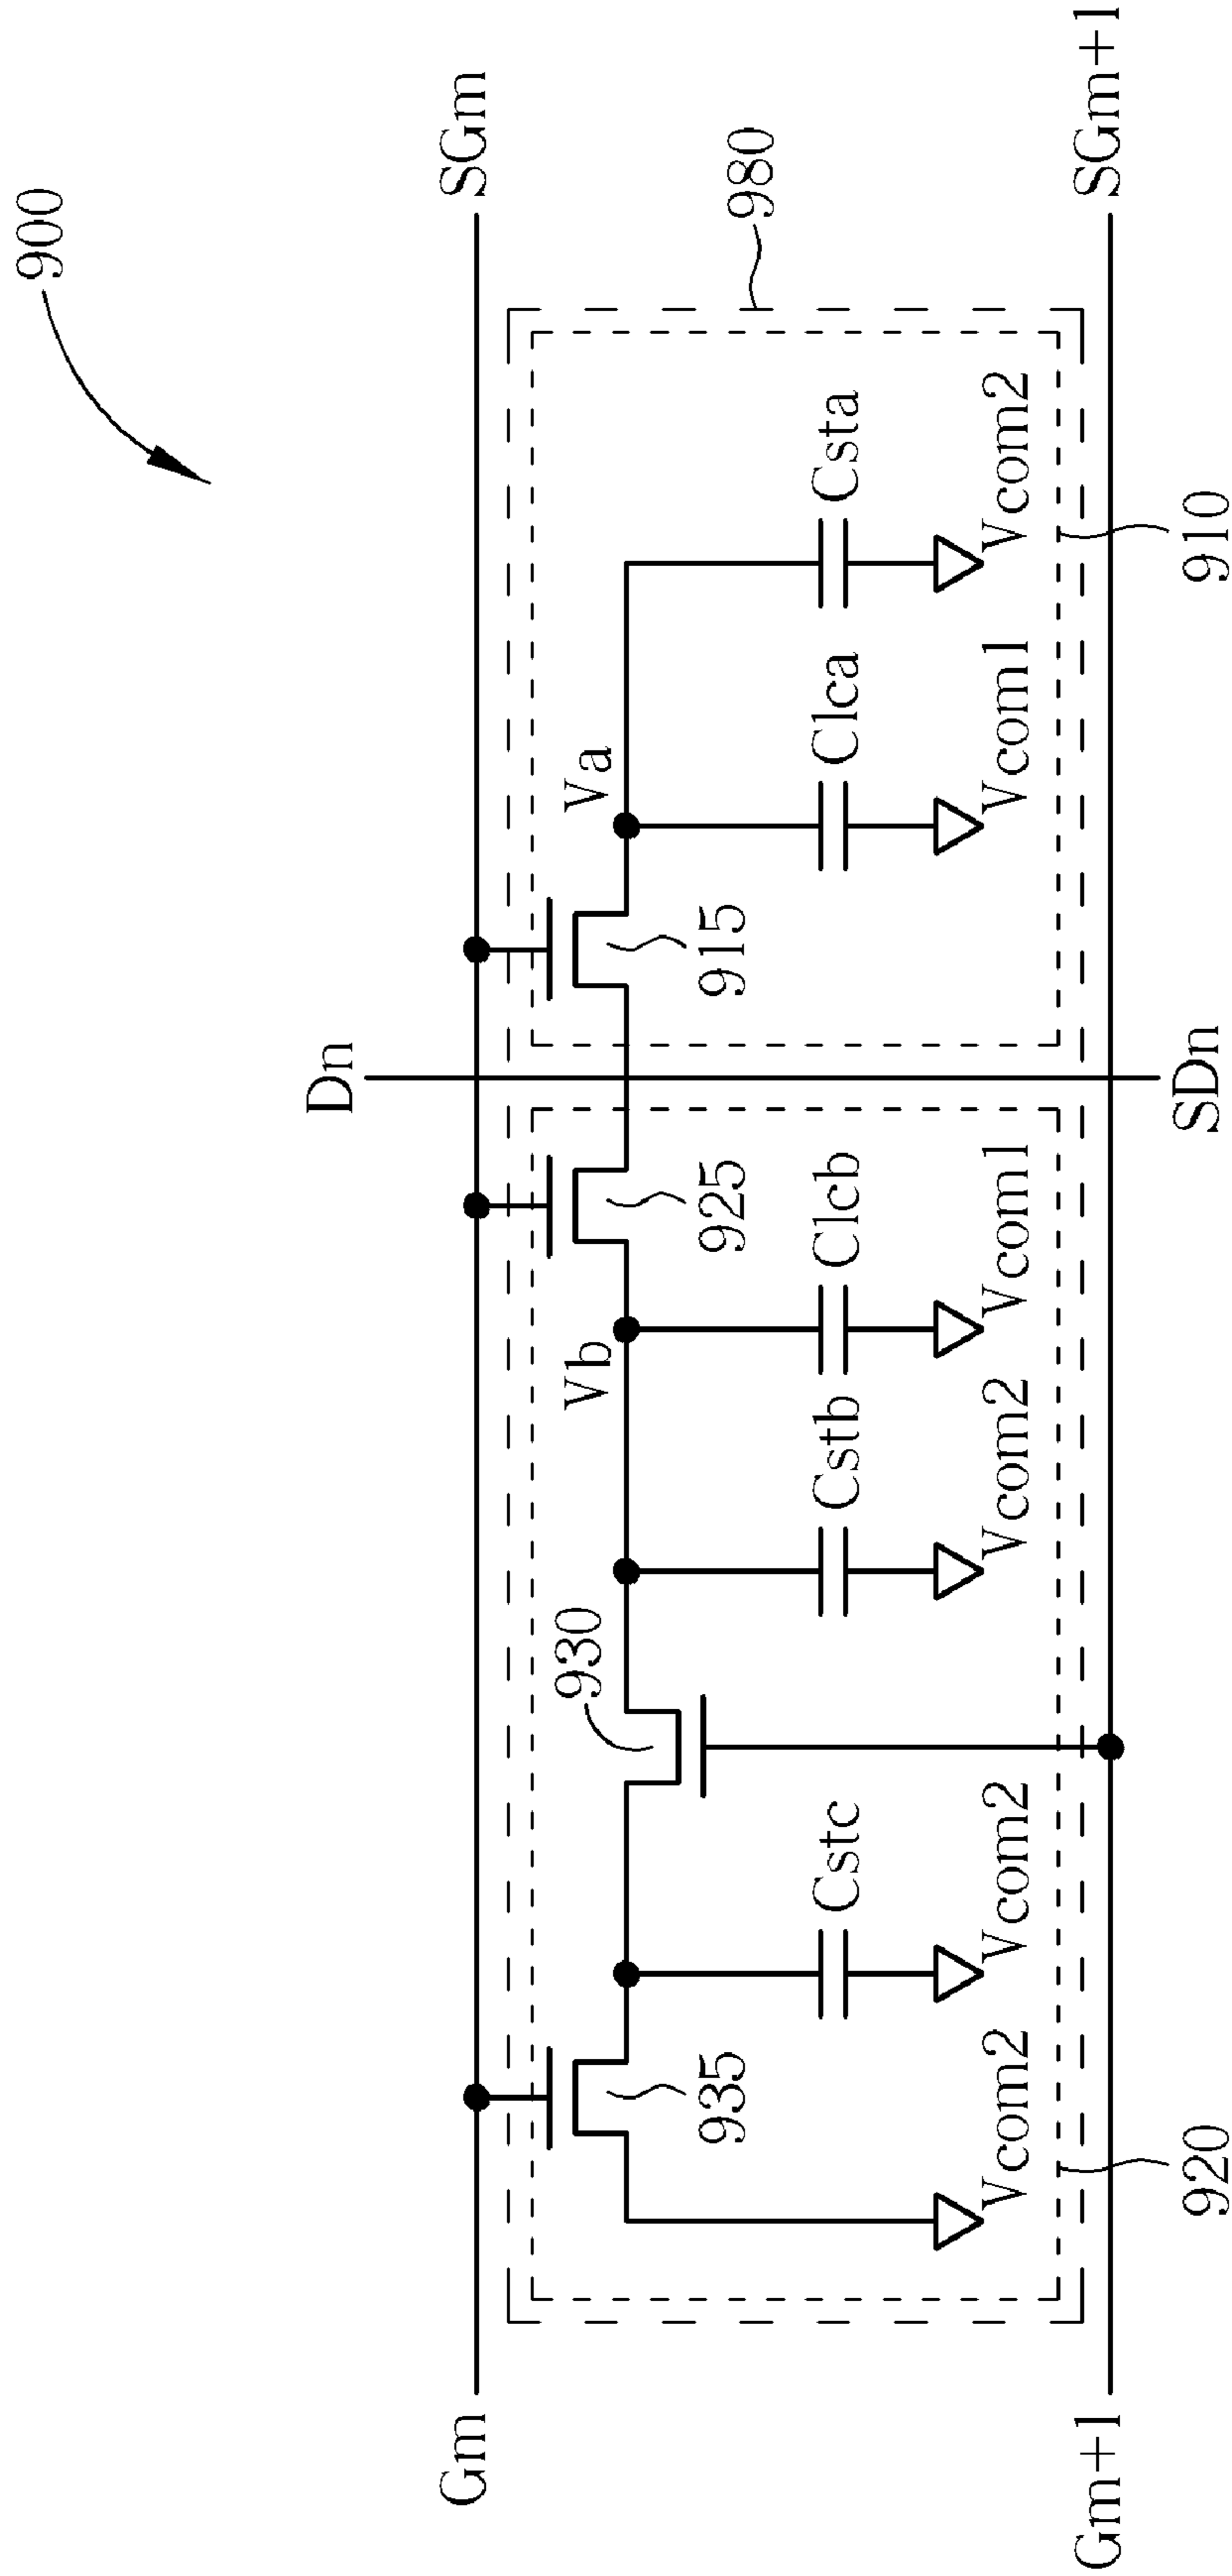 900
Dn
Gm
SGm
930
Vb
Va
935
925
915
980
Cstc
Cstb
Clcb
Clca
Csta
Vcom2
Vcom2
Vcom2
Vcom1
Vcom1
Vcom2
Gm+1
SGm+1
920
SDn
910